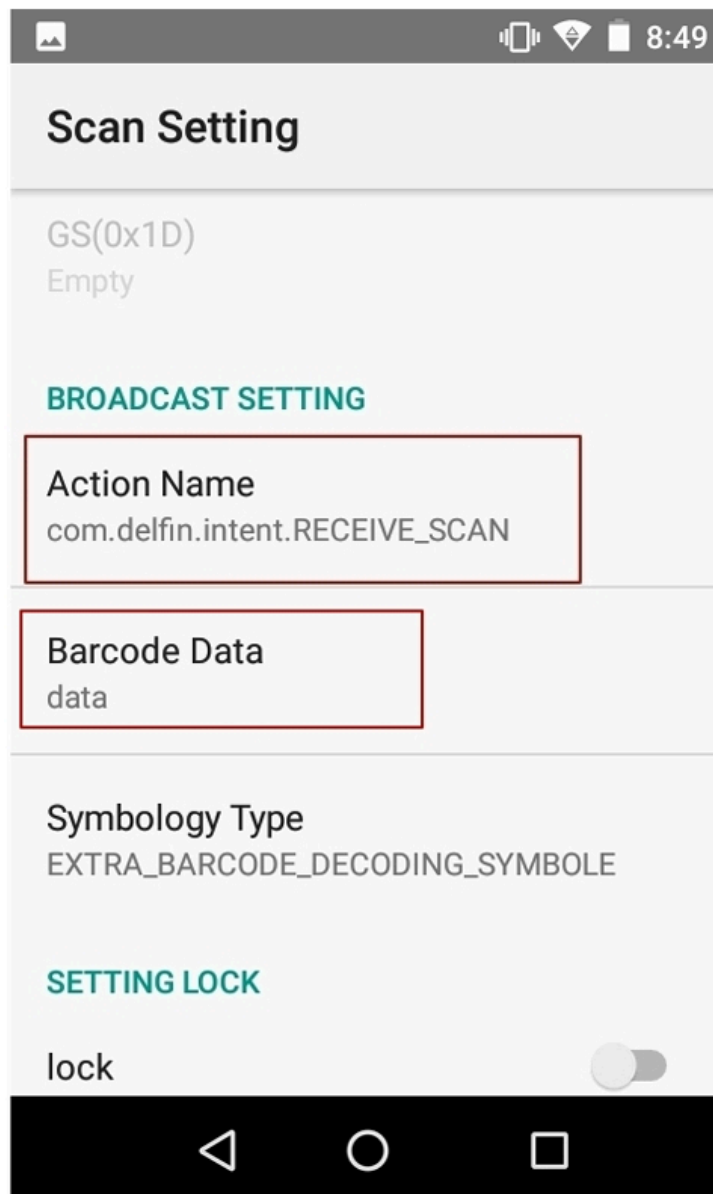 8:49
Scan Setting
GS(0x1D)
Empty
BROADCAST SETTING
Action Name
com.delfin.intent.RECEIVE_SCAN
Barcode Data
data
Symbology Type
EXTRA_BARCODE_DECODING_SYMBOLE
SETTING LOCK
lock